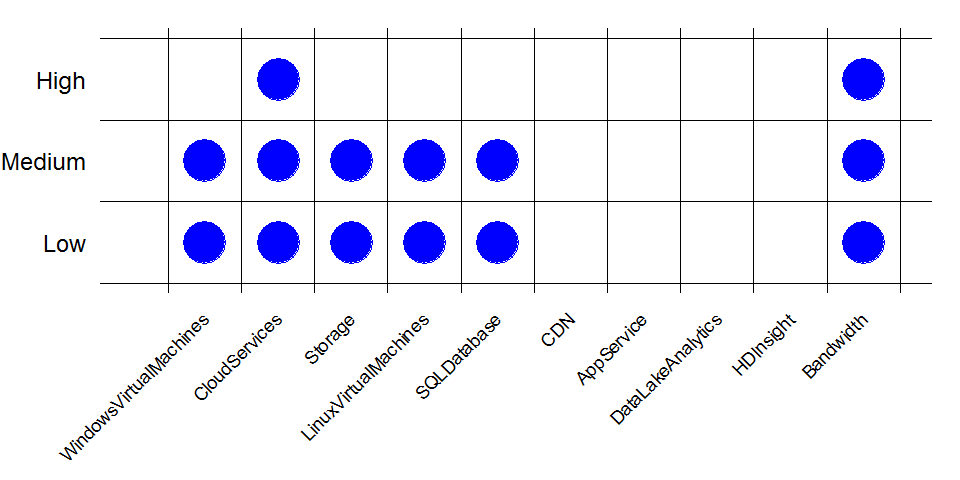 High
Medium
Low
WindowsVirtualMachines
CloudServices
Storage
LinuxVirtualMachines
SQLDatabase
CDN
AppService
DataLakeAnalytics
HDInsight
Bandwidth